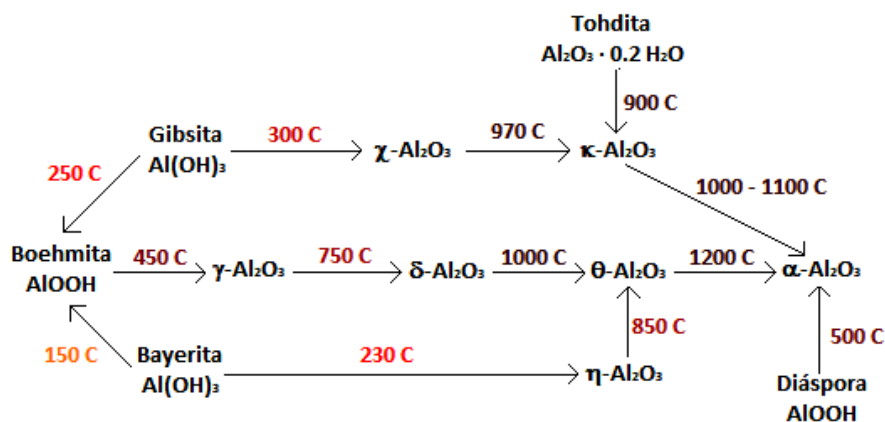 Tohdita
Al₂O₃ · 0.2 H₂O
900 C
Gibsita
Al(OH)₃
300 C
χ-Al₂O₃
970 C
κ-Al₂O₃
250 C
1000 - 1100 C
Boehmita
AlOOH
450 C
γ-Al₂O₃
750 C
δ-Al₂O₃
1000 C
θ-Al₂O₃
1200 C
α-Al₂O₃
150 C
Bayerita
Al(OH)₃
230 C
η-Al₂O₃
850 C
500 C
Diáspora
AlOOH